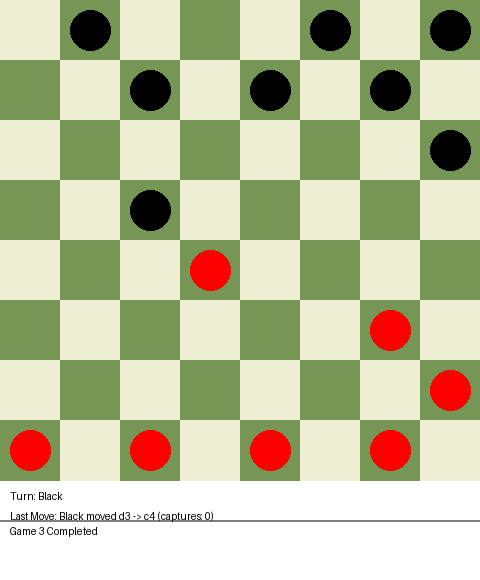 Turn: Black
Last Move: Black moved d3 -> c4 (captures: 0)
Game 3 Completed